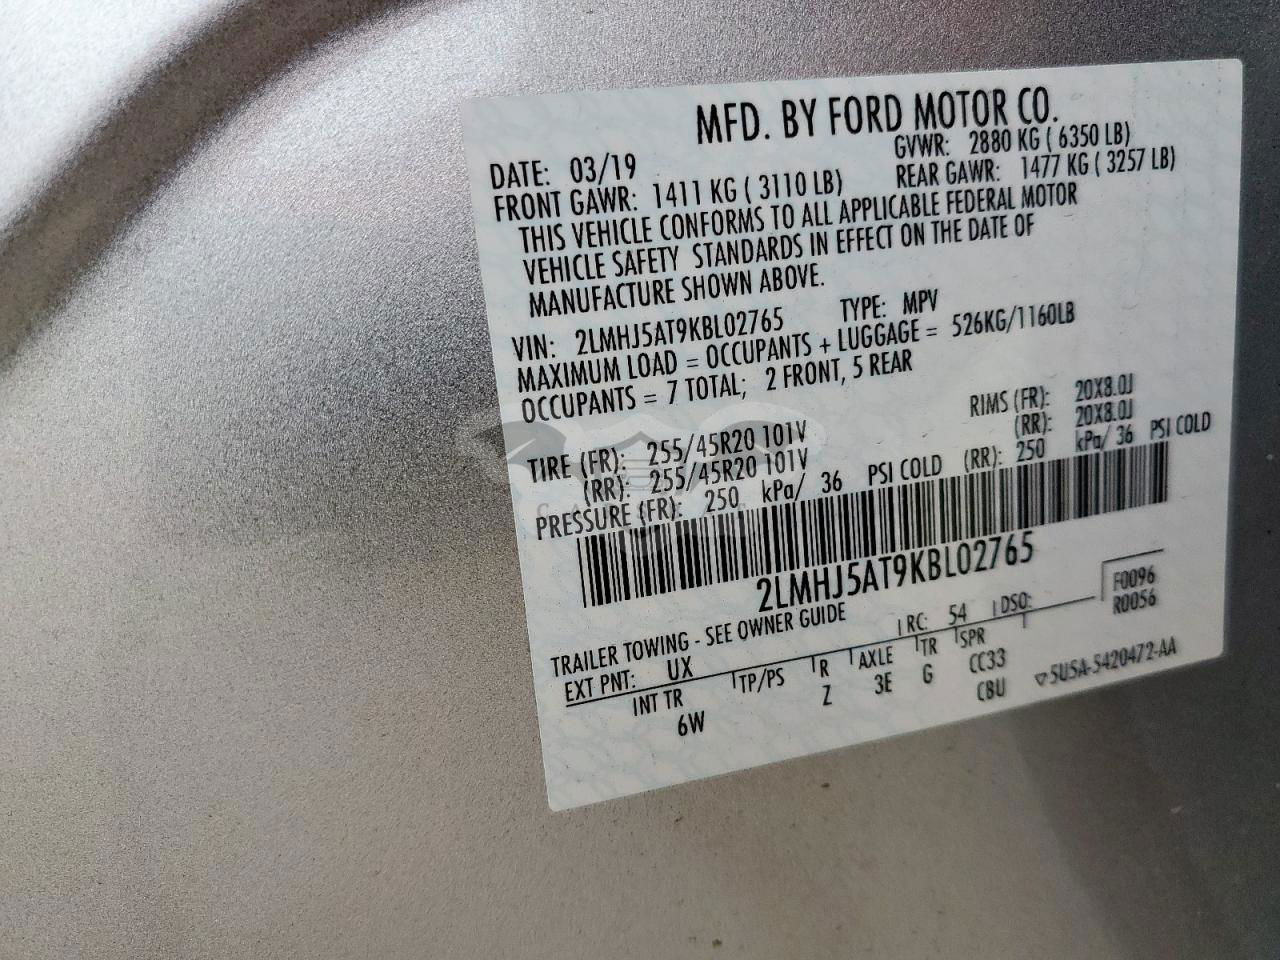 MFD. BY FORD MOTOR CO.
DATE: 03/19 GVWR: 2880 KG ( 6350 LB)
FRONT GAWR: 1411 KG ( 3110 LB) REAR GAWR: 1477 KG ( 3257 LB)
THIS VEHICLE CONFORMS TO ALL APPLICABLE FEDERAL MOTOR
VEHICLE SAFETY STANDARDS IN EFFECT ON THE DATE OF
MANUFACTURE SHOWN ABOVE.
VIN: 2LMHJ5AT9KBL02765 TYPE: MPV
MAXIMUM LOAD = OCCUPANTS + LUGGAGE = 526KG/1160LB
OCCUPANTS = 7 TOTAL; 2 FRONT, 5 REAR
TIRE (FR): 255/45R20 101V RIMS (FR): 20X8.0J
(RR): 255/45R20 101V (RR): 20X8.0J
PRESSURE (FR): 250 kPa/ 36 PSI COLD (RR): 250 kPa/ 36 PSI COLD
2LMHJ5AT9KBL02765
TRAILER TOWING - SEE OWNER GUIDE F0096
EXT PNT: UX RC: 54 DSO: R0056
INT TR TP/PS R AXLE TR SPR
6W Z 3E G CC33
C8U ▽5USA-5420472-AA